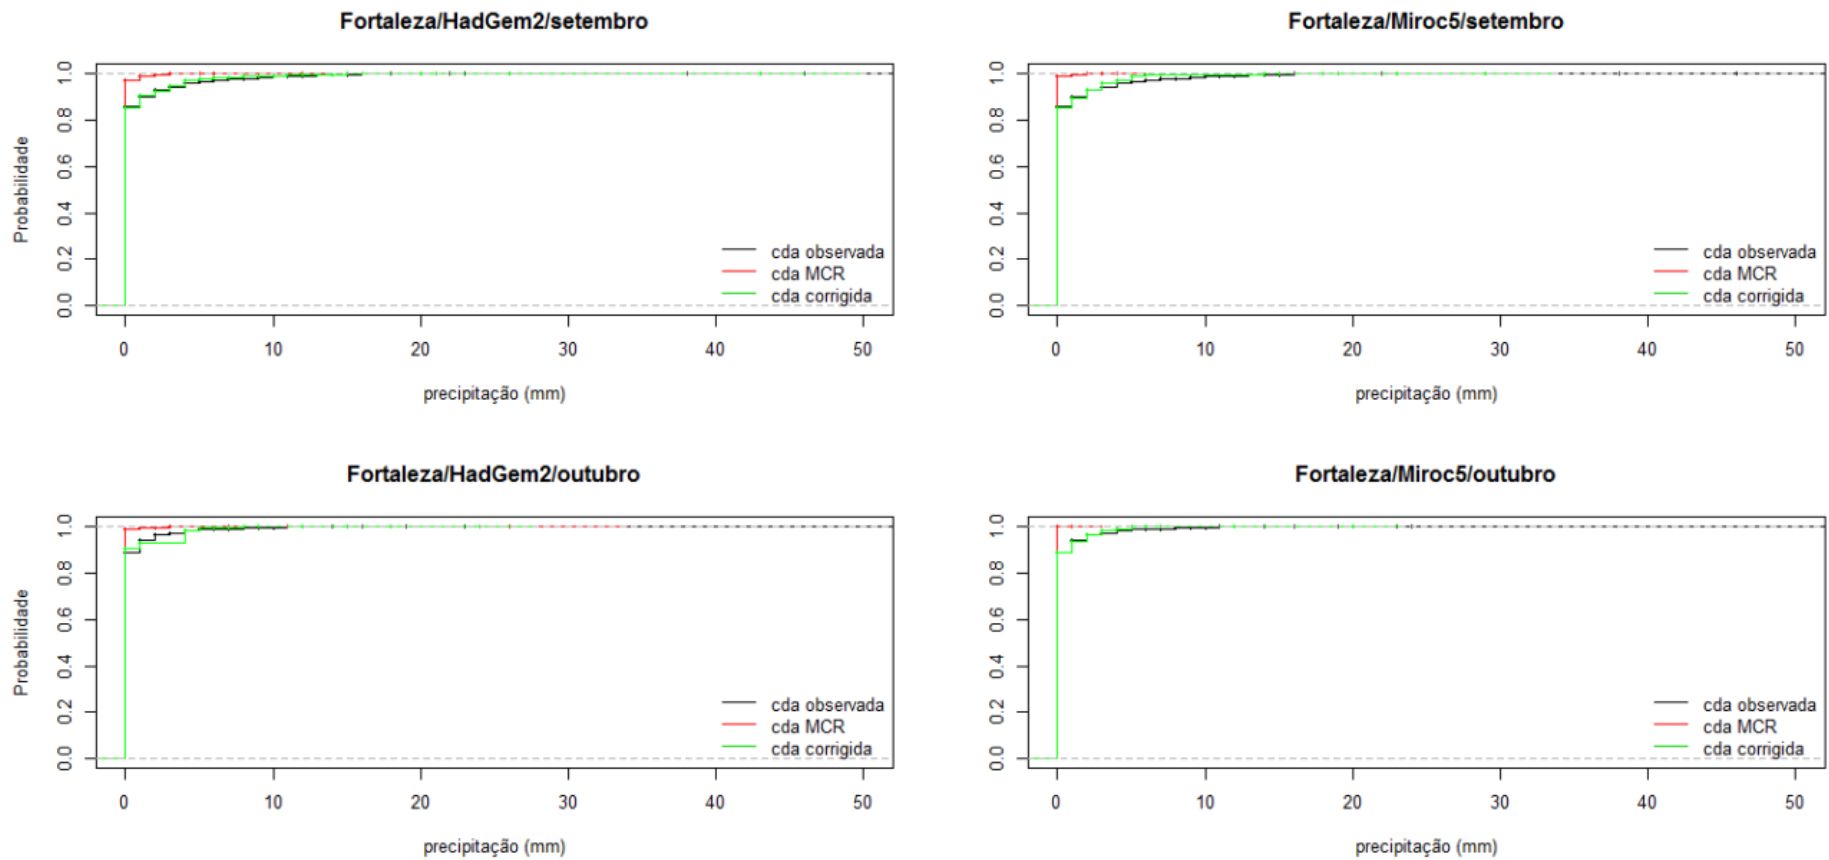 Fortaleza/HadGem2/setembro
Probabilidade
1.0
0.8
0.6
0.4
0.2
0.0
cda observada
cda MCR
cda corrigida
0 10 20 30 40 50
precipitação (mm)
Fortaleza/Miroc5/setembro
1.0
0.8
0.6
0.4
0.2
0.0
cda observada
cda MCR
cda corrigida
0 10 20 30 40 50
precipitação (mm)
Fortaleza/HadGem2/outubro
Probabilidade
1.0
0.8
0.6
0.4
0.2
0.0
cda observada
cda MCR
cda corrigida
0 10 20 30 40 50
precipitação (mm)
Fortaleza/Miroc5/outubro
1.0
0.8
0.6
0.4
0.2
0.0
cda observada
cda MCR
cda corrigida
0 10 20 30 40 50
precipitação (mm)